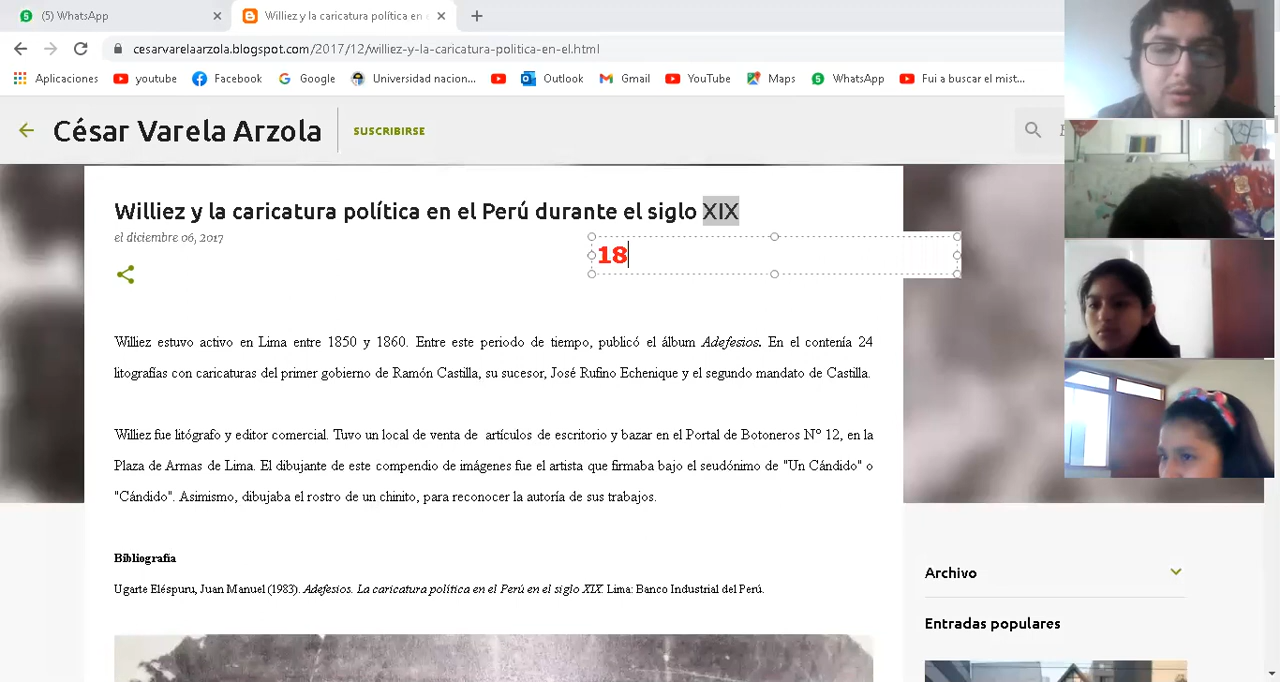 (5) WhatsApp
Williez y la caricatura política en
cesarvarelaarzola.blogspot.com/2017/12/williez-y-la-caricatura-politica-en-el.html
Aplicaciones youtube Facebook Google Universidad nacion... Outlook Gmail YouTube Maps WhatsApp Fui a buscar el mist...
César Varela Arzola SUSCRIBIRSE
Williez y la caricatura política en el Perú durante el siglo XIX
el diciembre 06, 2017
18
Williez estuvo activo en Lima entre 1850 y 1860. Entre este periodo de tiempo, publicó el álbum Adefesios. En el contenía 24
litografías con caricaturas del primer gobierno de Ramón Castilla, su sucesor, José Rufino Echenique y el segundo mandato de Castilla.
Williez fue litógrafo y editor comercial. Tuvo un local de venta de artículos de escritorio y bazar en el Portal de Botoneros N° 12, en la
Plaza de Armas de Lima. El dibujante de este compendio de imágenes fue el artista que firmaba bajo el seudónimo de "Un Cándido" o
"Cándido". Asimismo, dibujaba el rostro de un chinito, para reconocer la autoría de sus trabajos.
Bibliografía
Ugarte Eléspuru, Juan Manuel (1983). Adefesios. La caricatura política en el Perú en el siglo XIX. Lima: Banco Industrial del Perú.
Archivo
Entradas populares